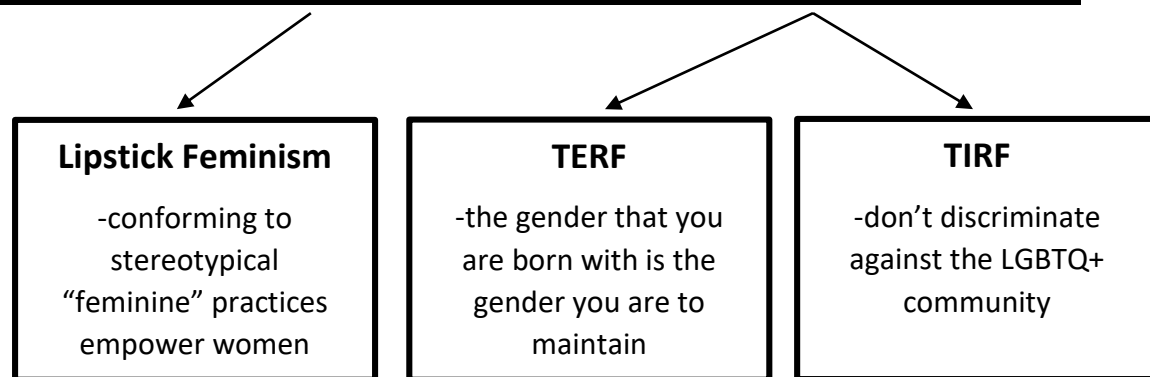 Lipstick Feminism
-conforming to
stereotypical
“feminine” practices
empower women
TERF
-the gender that you
are born with is the
gender you are to
maintain
TIRF
-don’t discriminate
against the LGBTQ+
community